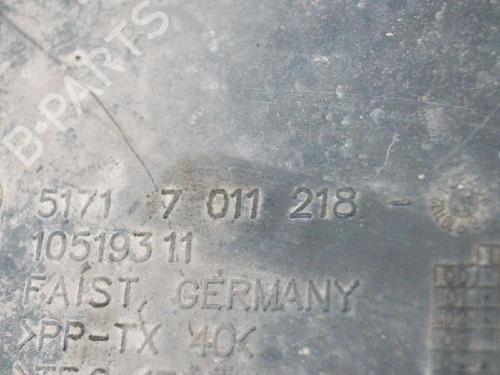 B-PARTS
5171 7 011 218 -
10519311
FAIST, GERMANY
>PP-TX 40<